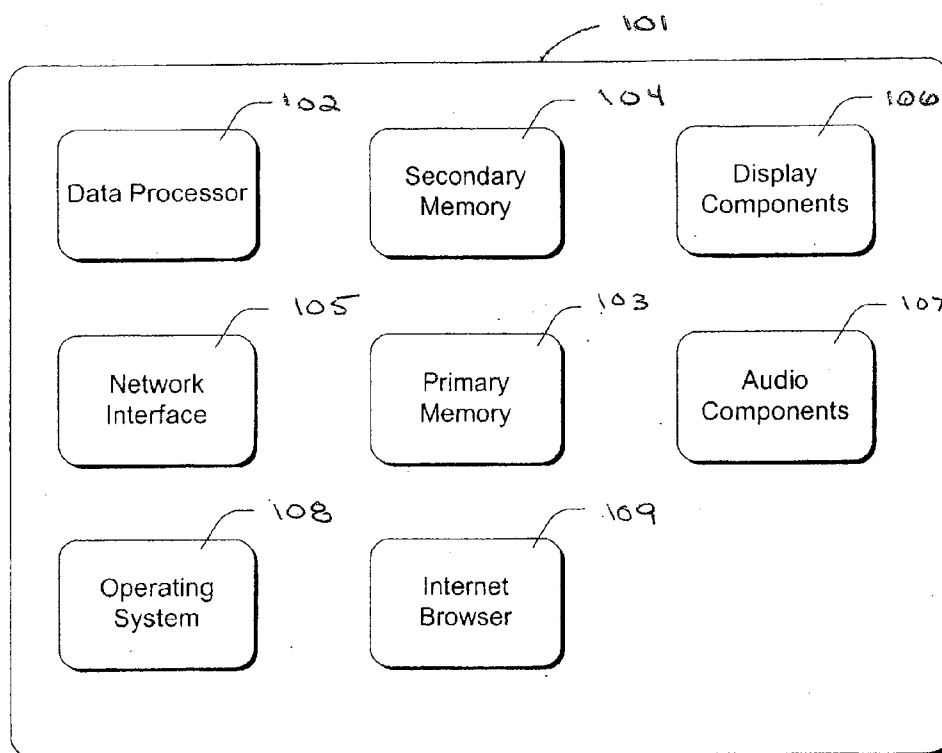 101
102
104
106
Data Processor
Secondary
Memory
Display
Components
105
103
107
Network
Interface
Primary
Memory
Audio
Components
108
109
Operating
System
Internet
Browser